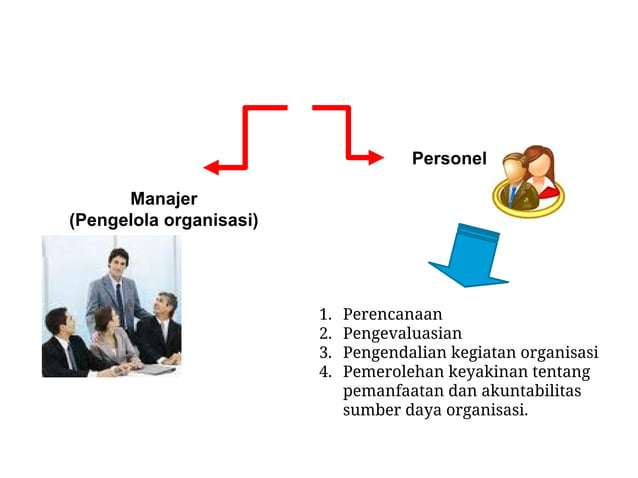 Personel
Manajer
(Pengelola organisasi)
1. Perencanaan
2. Pengevaluasian
3. Pengendalian kegiatan organisasi
4. Pemerolehan keyakinan tentang
pemanfaatan dan akuntabilitas
sumber daya organisasi.